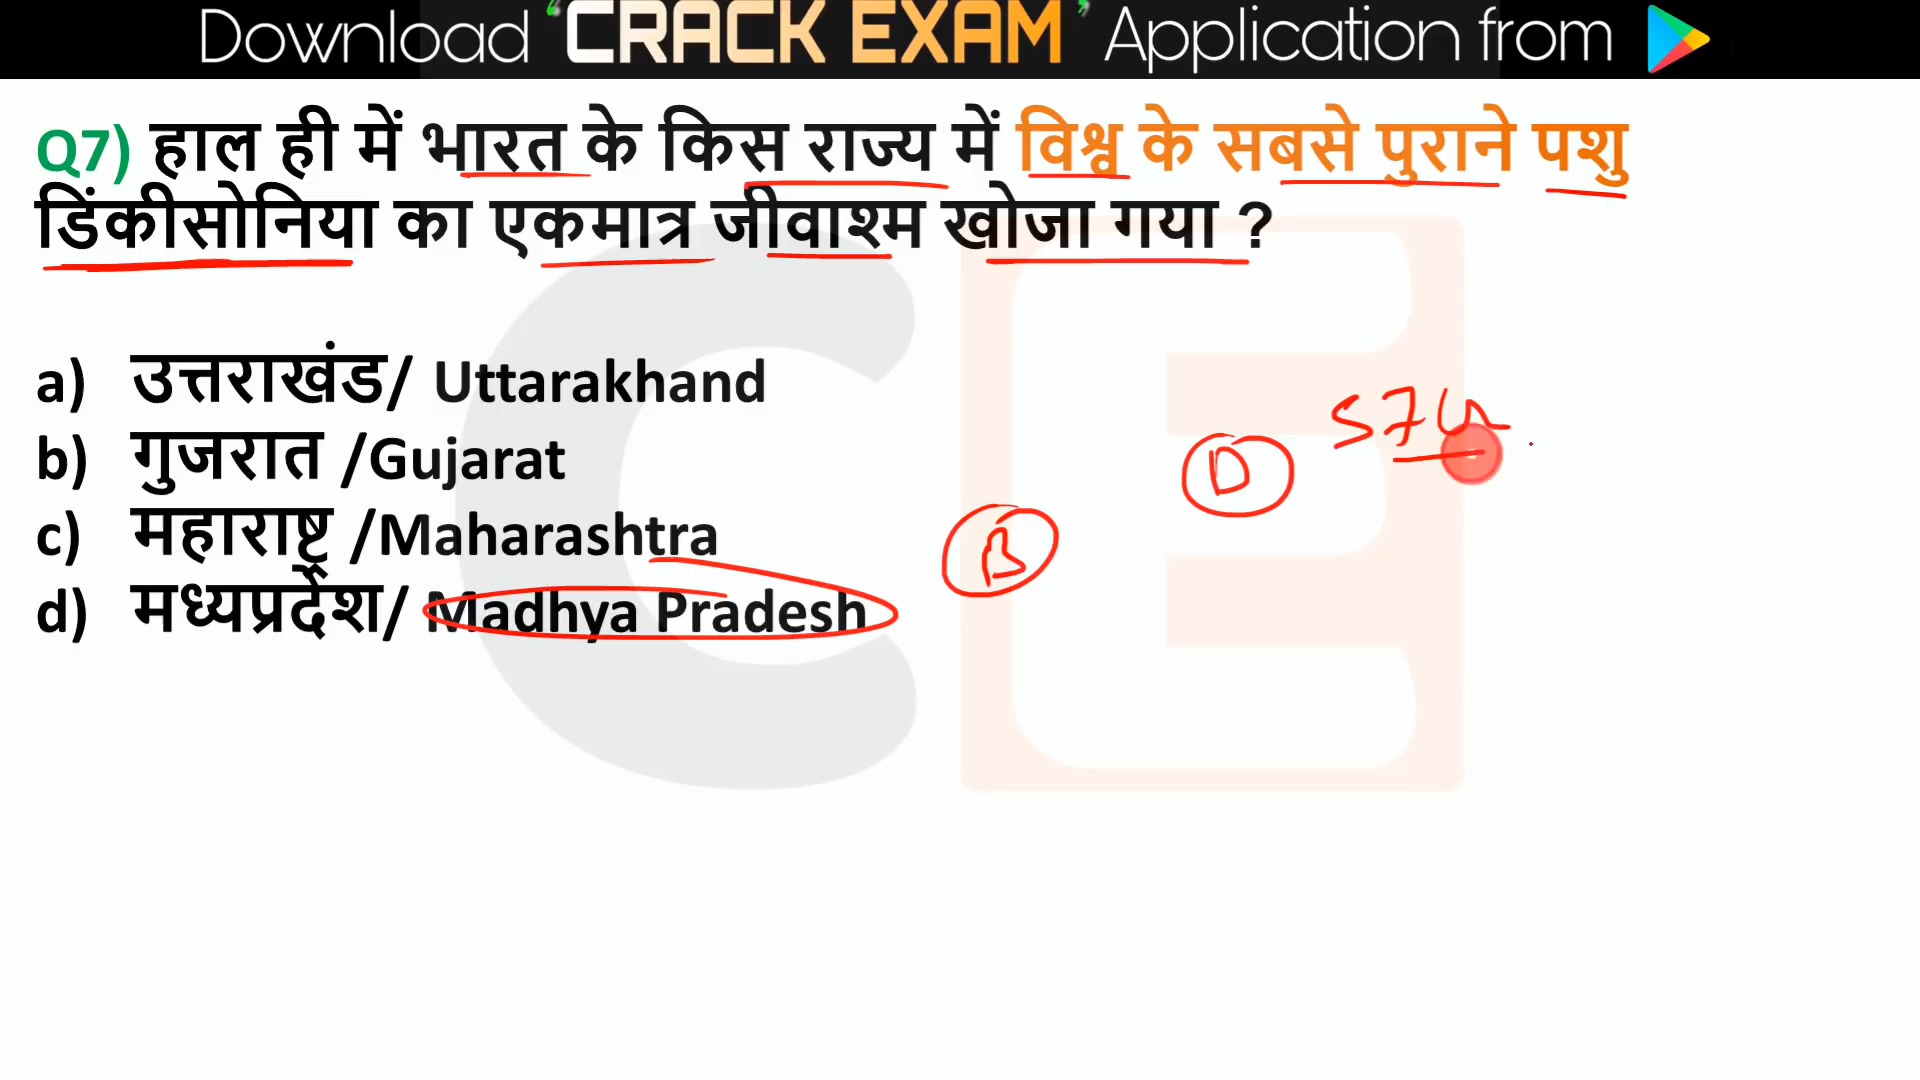 Download ‘CRACK EXAM’ Application from
Q7) हाल ही में भारत के किस राज्य में विश्व के सबसे पुराने पशु
डिंकीसोनिया का एकमात्र जीवाश्म खोजा गया ?
a) उत्तराखंड/ Uttarakhand
b) गुजरात /Gujarat
c) महाराष्ट्र /Maharashtra
d) मध्यप्रदेश/ Madhya Pradesh
B
D
CE